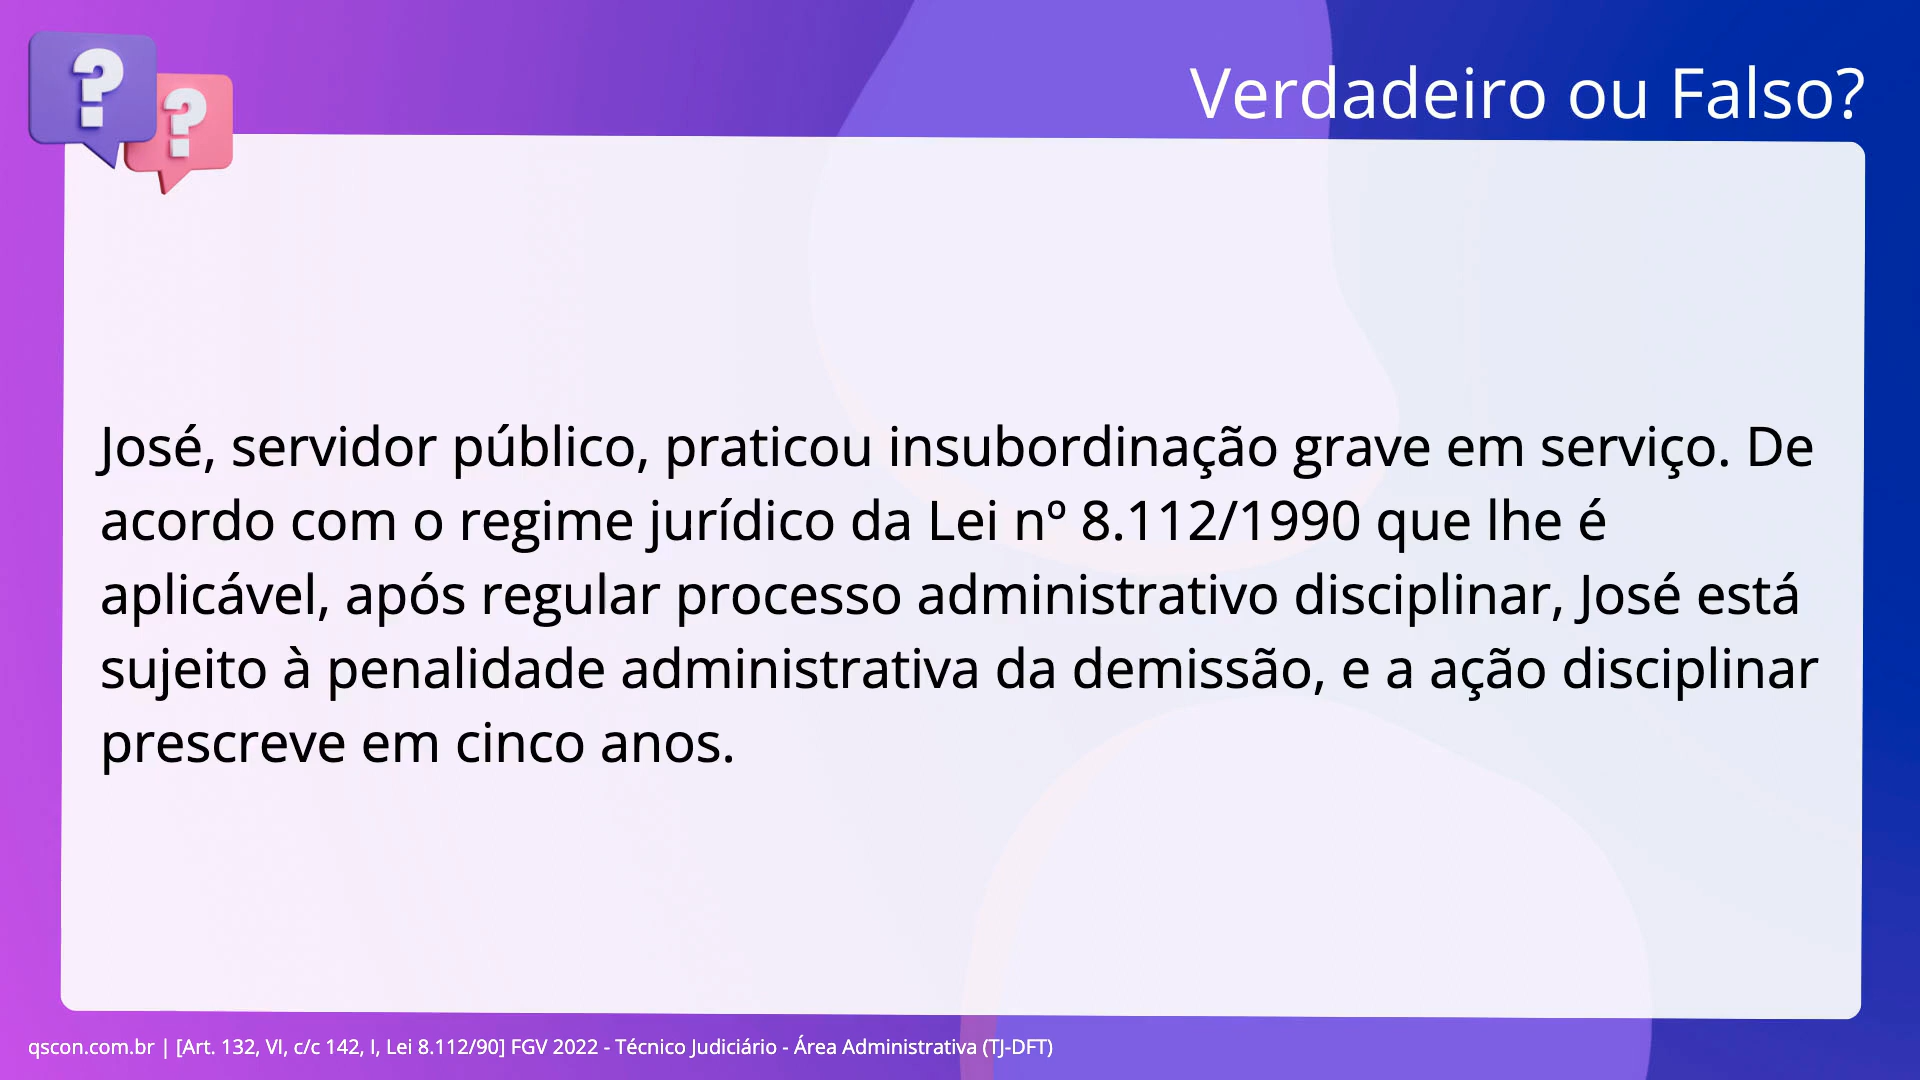 Verdadeiro ou Falso?
José, servidor público, praticou insubordinação grave em serviço. De
acordo com o regime jurídico da Lei nº 8.112/1990 que lhe é
aplicável, após regular processo administrativo disciplinar, José está
sujeito à penalidade administrativa da demissão, e a ação disciplinar
prescreve em cinco anos.
qscon.com.br | [Art. 132, VI, c/c 142, I, Lei 8.112/90] FGV 2022 - Técnico Judiciário - Área Administrativa (TJ-DFT)